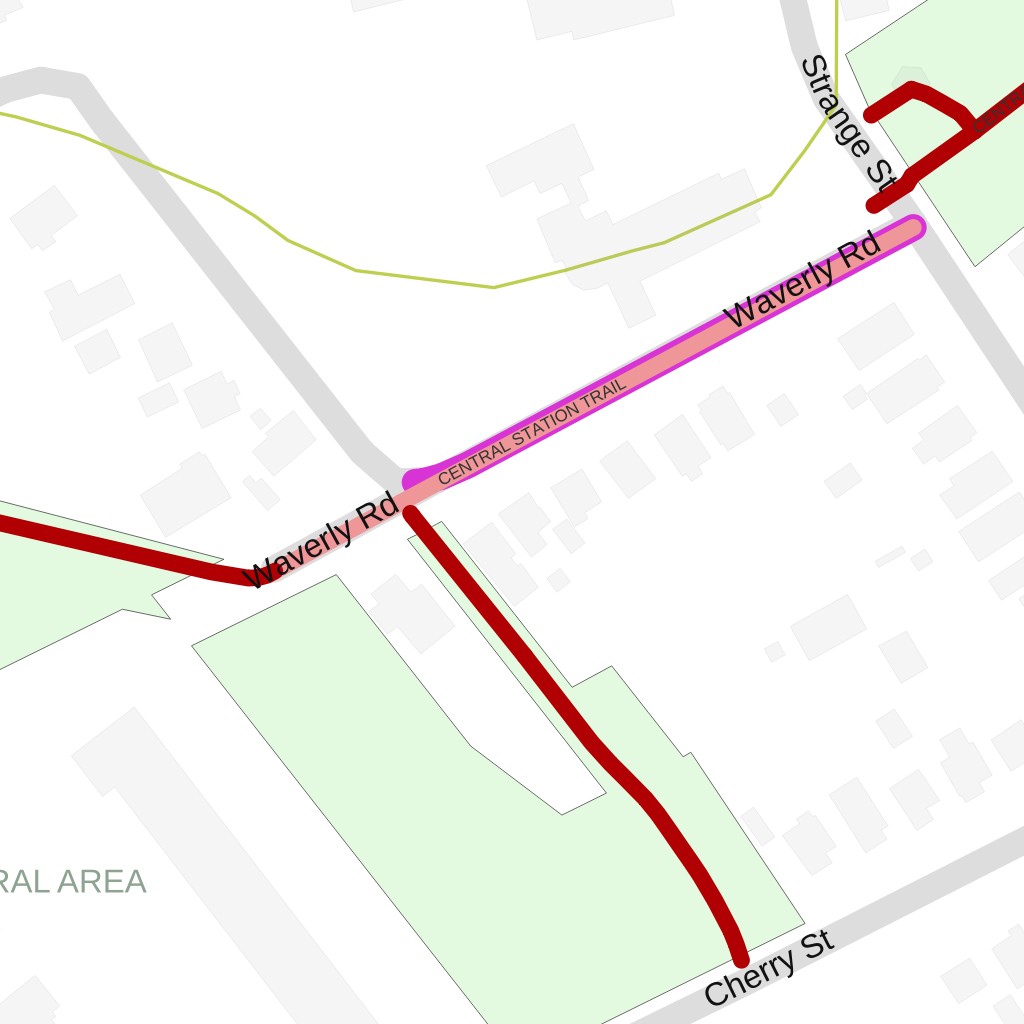 Strange St
Waverly Rd
CENTRAL STATION TRAIL
Waverly Rd
RAL AREA
Cherry St